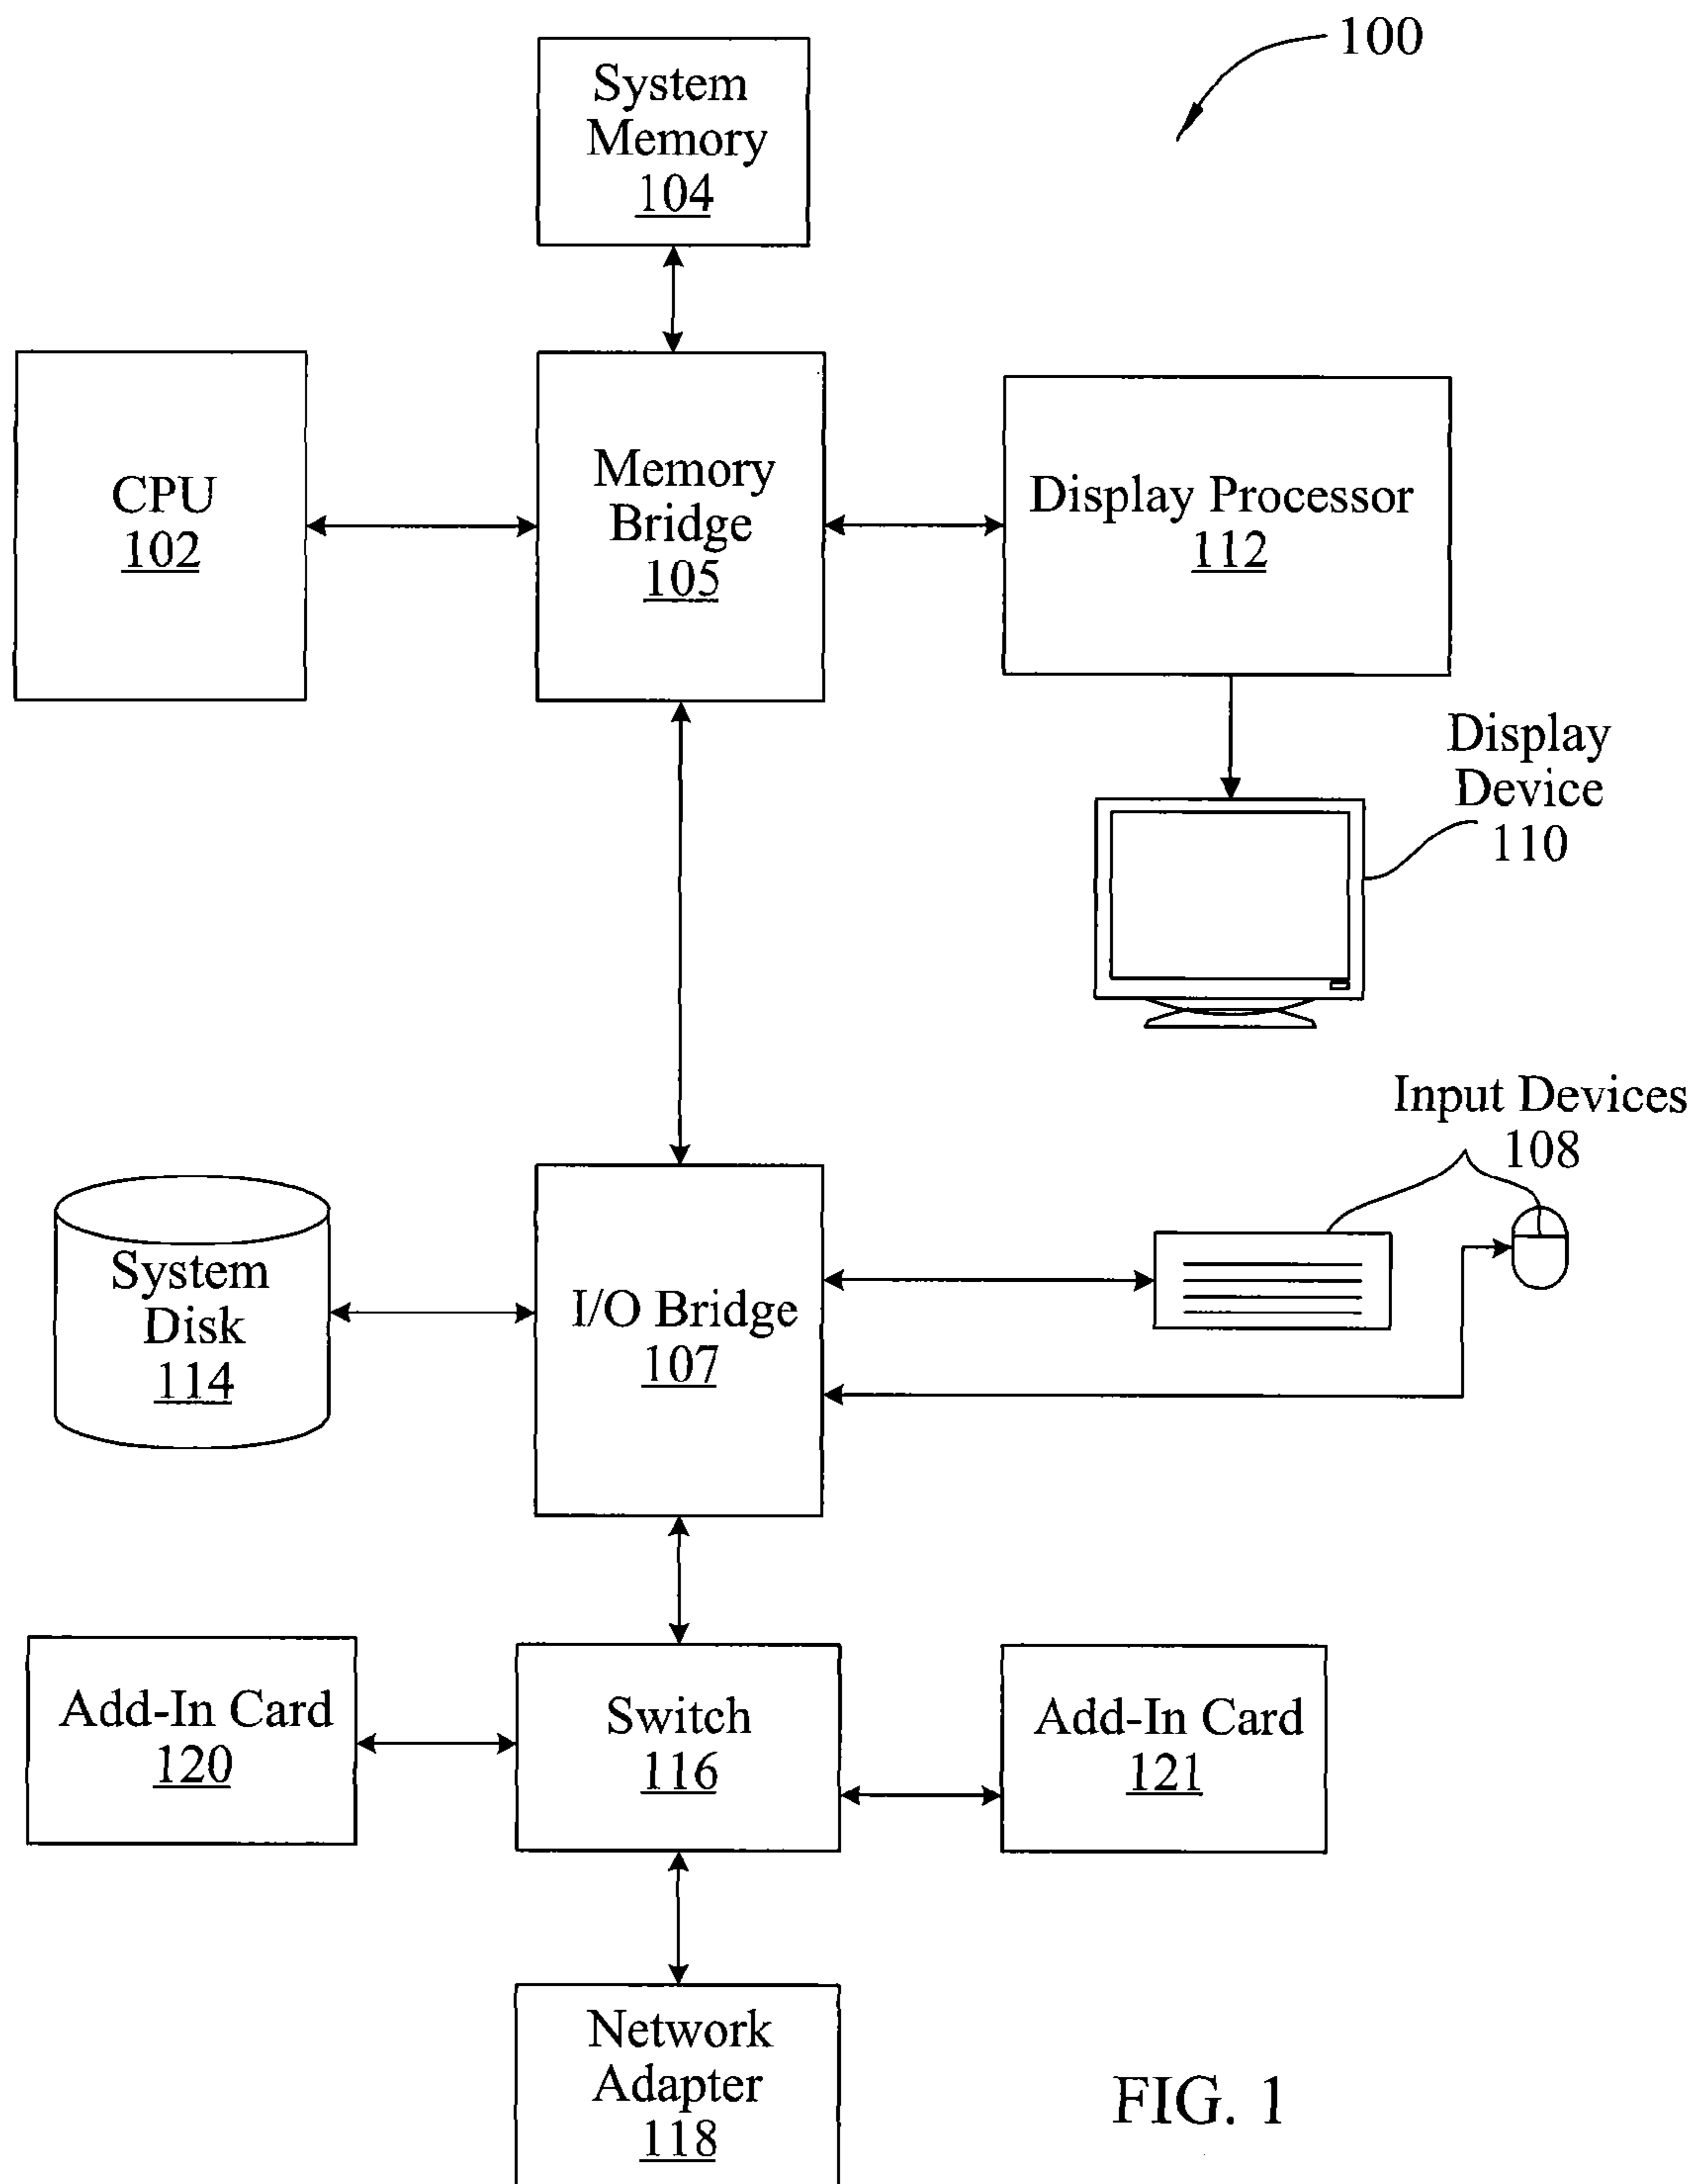 100
System
Memory
104
CPU
102
Memory
Bridge
105
Display Processor
112
Display
Device
110
Input Devices
108
System
Disk
114
I/O Bridge
107
Add-In Card
120
Switch
116
Add-In Card
121
Network
Adapter
118
FIG. 1